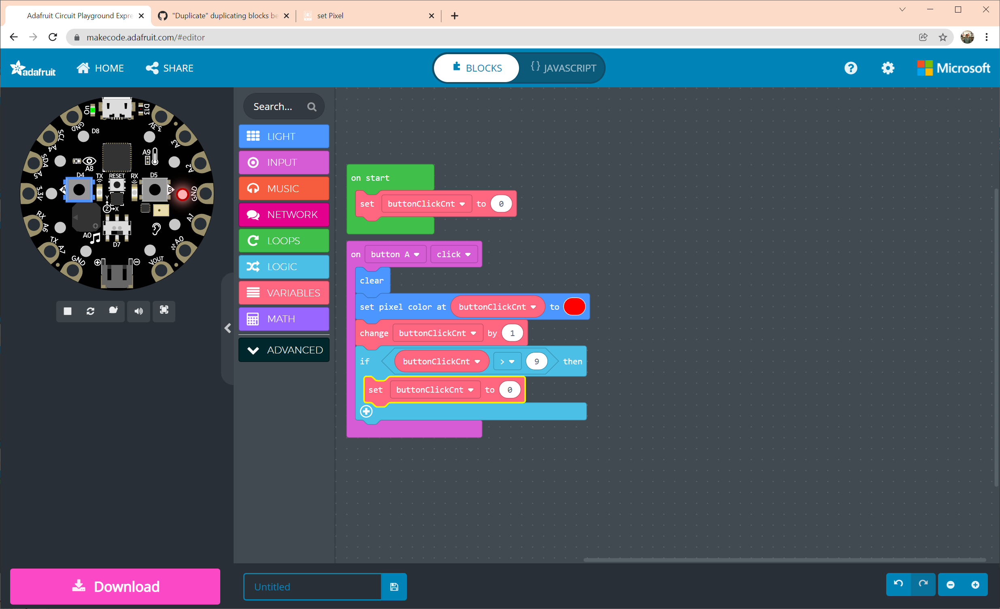 Adafruit Circuit Playground Expre
"Duplicate" duplicating blocks be
set Pixel
makecode.adafruit.com/#editor
adafruit
HOME
SHARE
BLOCKS
{} JAVASCRIPT
Microsoft
On
D13
GND
3.3V
D8
SCL
A4
A3
SDA
A5
A8
A9
A2
D4
TX
RESET
RX
D5
A
B
3.3V
GND
Y
Z
X
RX
A6
A1
A0
D7
TX
A7
A0
GND
VOUT
Search...
LIGHT
INPUT
MUSIC
NETWORK
LOOPS
LOGIC
VARIABLES
MATH
ADVANCED
on start
set buttonClickCnt to 0
on button A click
clear
set pixel color at buttonClickCnt to
change buttonClickCnt by 1
if buttonClickCnt > 9 then
set buttonClickCnt to 0
Download
Untitled